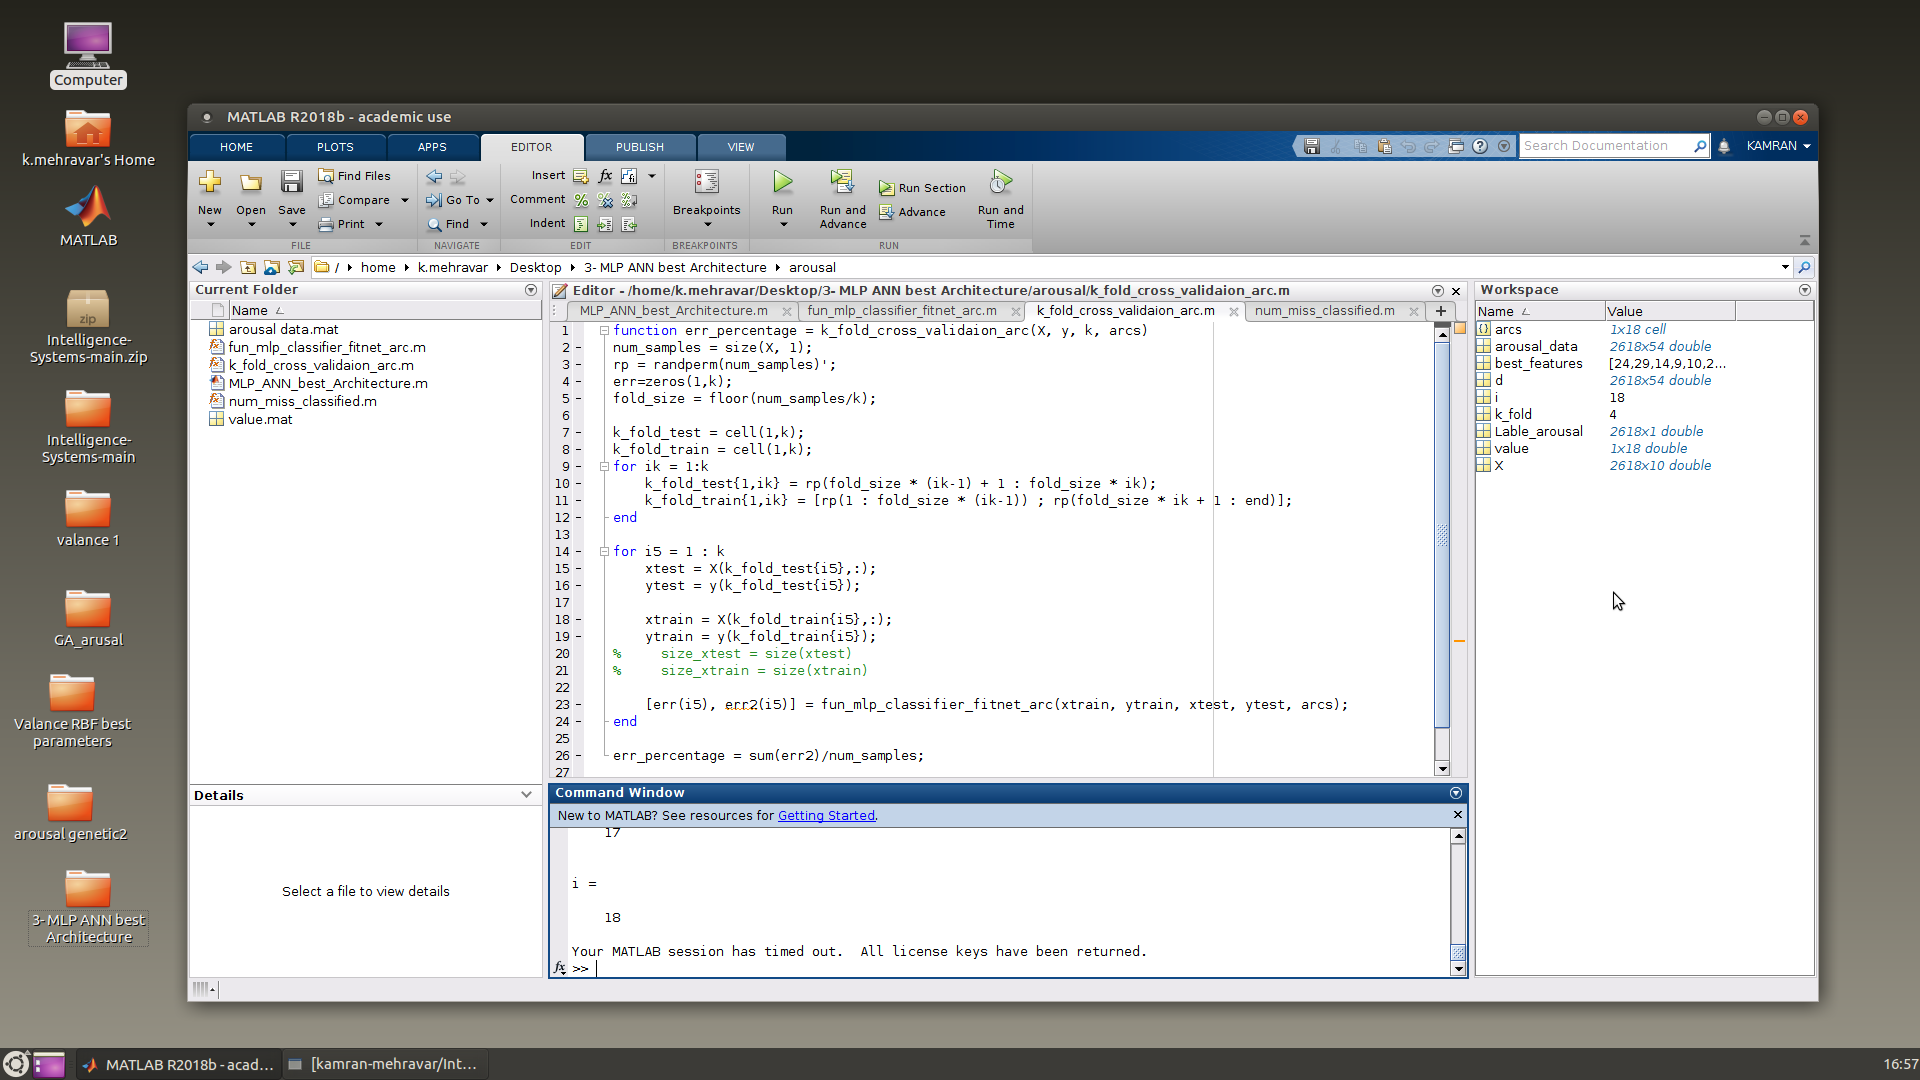 Computer
k.mehravar's Home
MATLAB
zip
Intelligence-
Systems-main.zip
Intelligence-
Systems-main
valance 1
GA_arusal
Valance RBF best
parameters
arousal genetic2
3- MLP ANN best
Architecture
MATLAB R2018b - academic use
HOME PLOTS APPS EDITOR PUBLISH VIEW
Search Documentation
KAMRAN
New
Open
Save
Find Files
Compare
Print
FILE
Go To
Find
NAVIGATE
Insert
Comment
Indent
EDIT
Breakpoints
BREAKPOINTS
Run
Run and
Advance
Run Section
Advance
Run and
Time
RUN
/ home k.mehravar Desktop 3- MLP ANN best Architecture arousal
Current Folder
Name
arousal data.mat
fun_mlp_classifier_fitnet_arc.m
k_fold_cross_validaion_arc.m
MLP_ANN_best_Architecture.m
num_miss_classified.m
value.mat
Details
Select a file to view details
Editor - /home/k.mehravar/Desktop/3- MLP ANN best Architecture/arousal/k_fold_cross_validaion_arc.m
MLP_ANN_best_Architecture.m fun_mlp_classifier_fitnet_arc.m k_fold_cross_validaion_arc.m num_miss_classified.m
1 function err_percentage = k_fold_cross_validaion_arc(X, y, k, arcs)
2 - num_samples = size(X, 1);
3 - rp = randperm(num_samples)';
4 - err=zeros(1,k);
5 - fold_size = floor(num_samples/k);
6
7 - k_fold_test = cell(1,k);
8 - k_fold_train = cell(1,k);
9 - for ik = 1:k
10 - k_fold_test{1,ik} = rp(fold_size * (ik-1) + 1 : fold_size * ik);
11 - k_fold_train{1,ik} = [rp(1 : fold_size * (ik-1)) ; rp(fold_size * ik + 1 : end)];
12 - end
13
14 - for i5 = 1 : k
15 - xtest = X(k_fold_test{i5},:);
16 - ytest = y(k_fold_test{i5});
17
18 - xtrain = X(k_fold_train{i5},:);
19 - ytrain = y(k_fold_train{i5});
20 % size_xtest = size(xtest)
21 % size_xtrain = size(xtrain)
22
23 - [err(i5), err2(i5)] = fun_mlp_classifier_fitnet_arc(xtrain, ytrain, xtest, ytest, arcs);
24 - end
25
26 - err_percentage = sum(err2)/num_samples;
27
Command Window
New to MATLAB? See resources for Getting Started.
17
i =
18
Your MATLAB session has timed out.  All license keys have been returned.
fx >>
Workspace
Name Value
arcs 1x18 cell
arousal_data 2618x54 double
best_features [24,29,14,9,10,2...
d 2618x54 double
i 18
k_fold 4
Lable_arousal 2618x1 double
value 1x18 double
X 2618x10 double
MATLAB R2018b - acad...
[kamran-mehravar/Int...
16:57